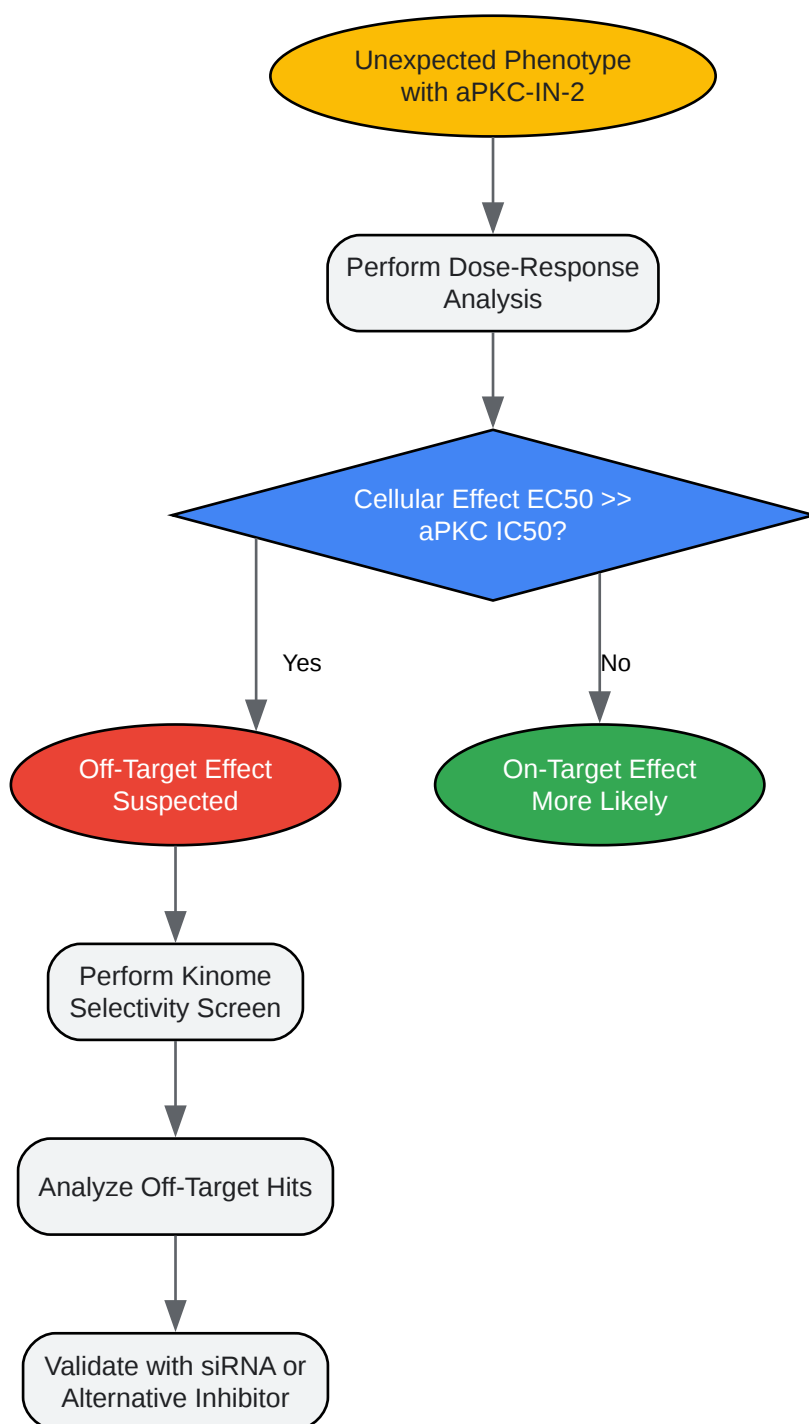 Unexpected Phenotype
with aPKC-IN-2
Perform Dose-Response
Analysis
Cellular Effect EC50 >>
aPKC IC50?
Yes
No
Off-Target Effect
Suspected
On-Target Effect
More Likely
Perform Kinome
Selectivity Screen
Analyze Off-Target Hits
Validate with siRNA or
Alternative Inhibitor